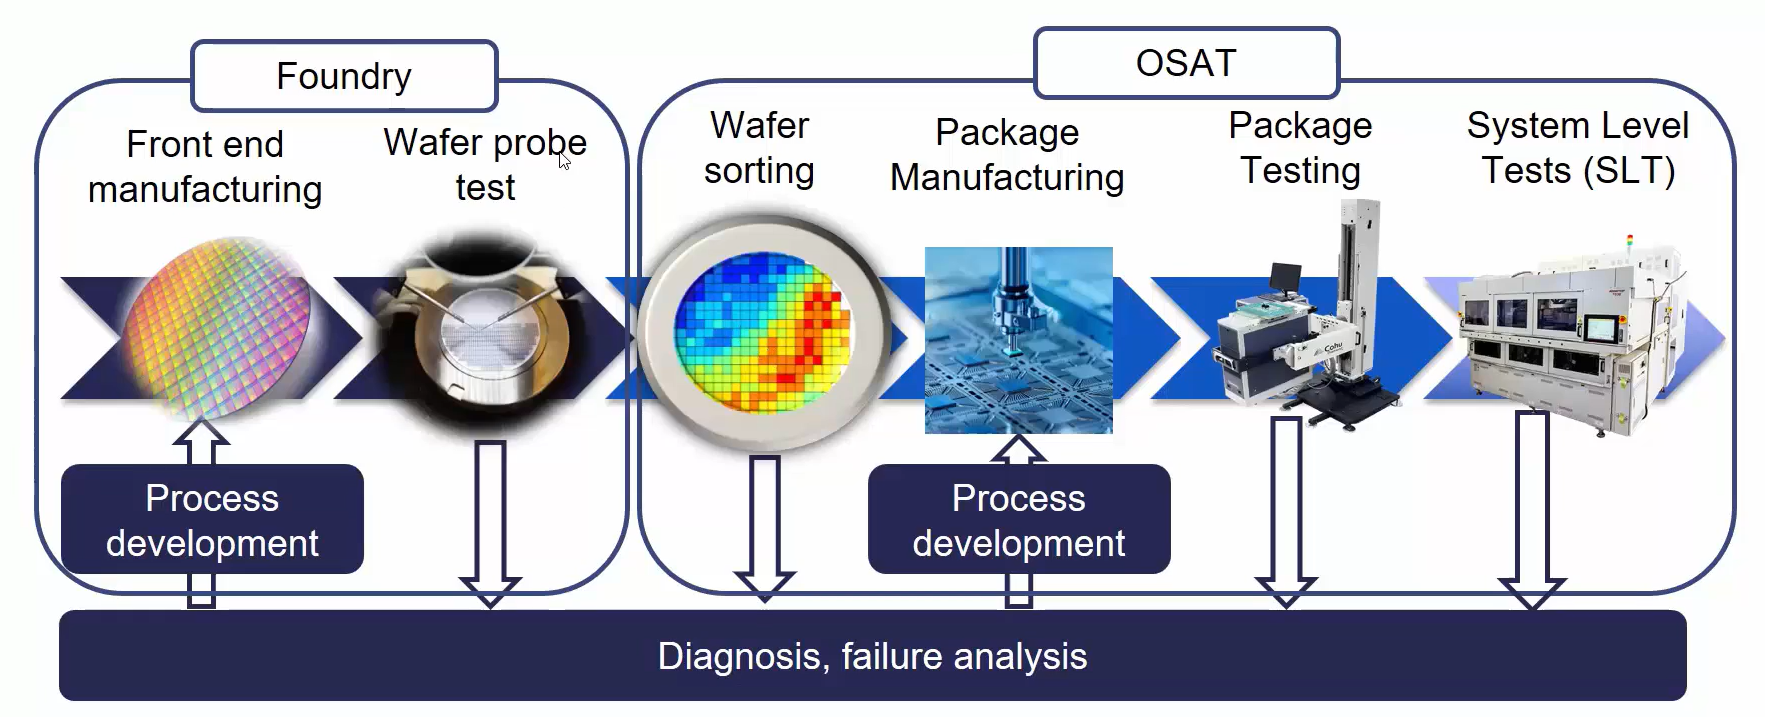 Foundry
OSAT
Front end
manufacturing
Wafer probe
test
Wafer
sorting
Package
Manufacturing
Package
Testing
System Level
Tests (SLT)
Cohu
Process
development
Process
development
Diagnosis, failure analysis